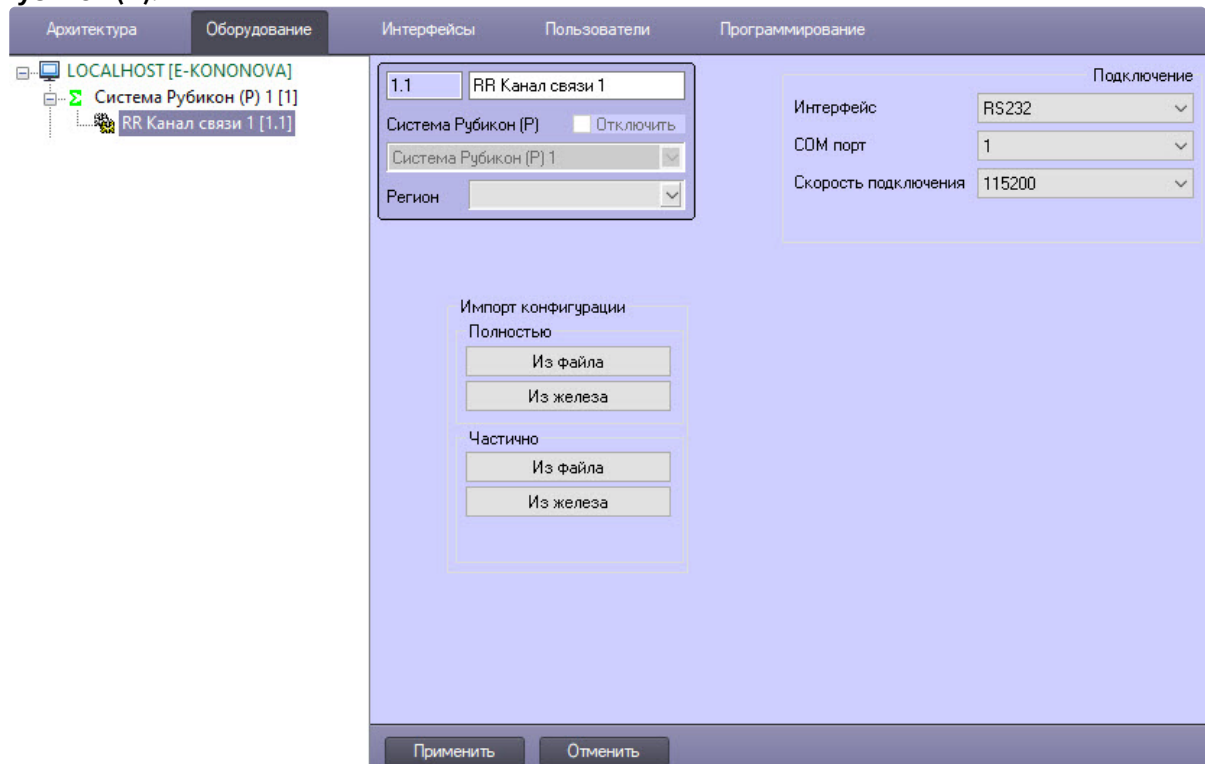 Архитектура Оборудование Интерфейсы Пользователи Программирование
LOCALHOST [E-KONONOVA]
Система Рубикон (Р) 1 [1]
RR Канал связи 1 [1.1]
1.1 RR Канал связи 1
Система Рубикон (Р) Отключить
Система Рубикон (Р) 1
Регион
Подключение
Интерфейс RS232
COM порт 1
Скорость подключения 115200
Импорт конфигурации
Полностью
Из файла
Из железа
Частично
Из файла
Из железа
Применить Отменить